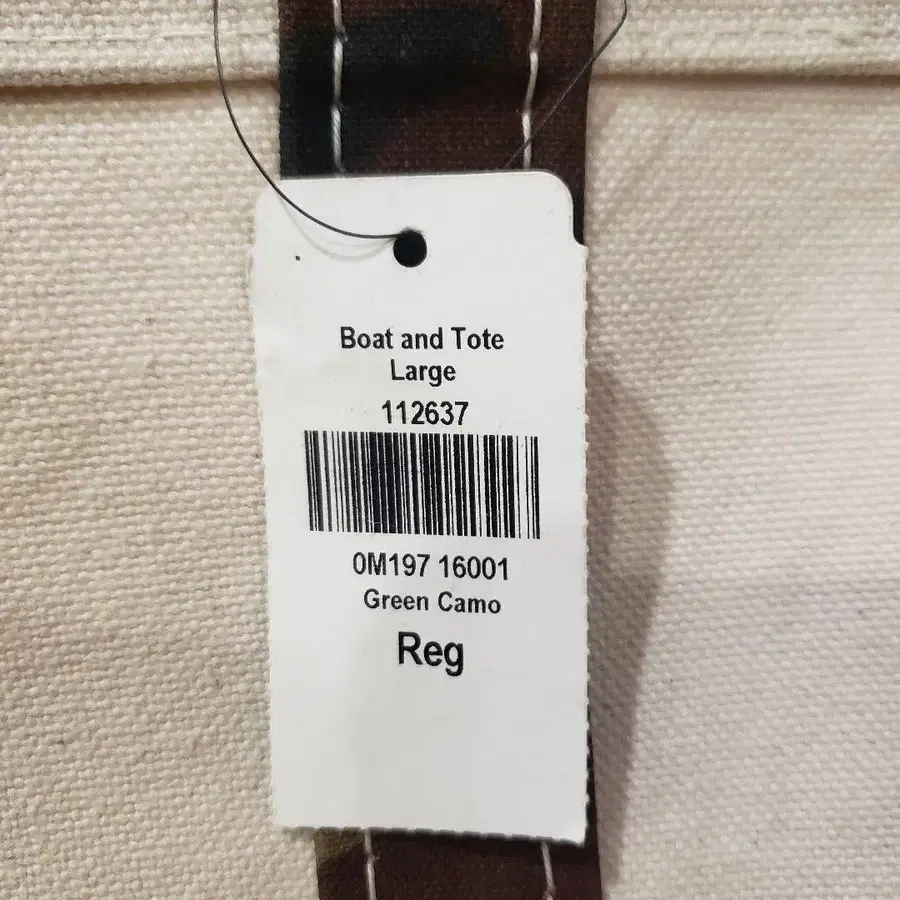 Boat and Tote
Large
112637
0M197 16001
Green Camo
Reg